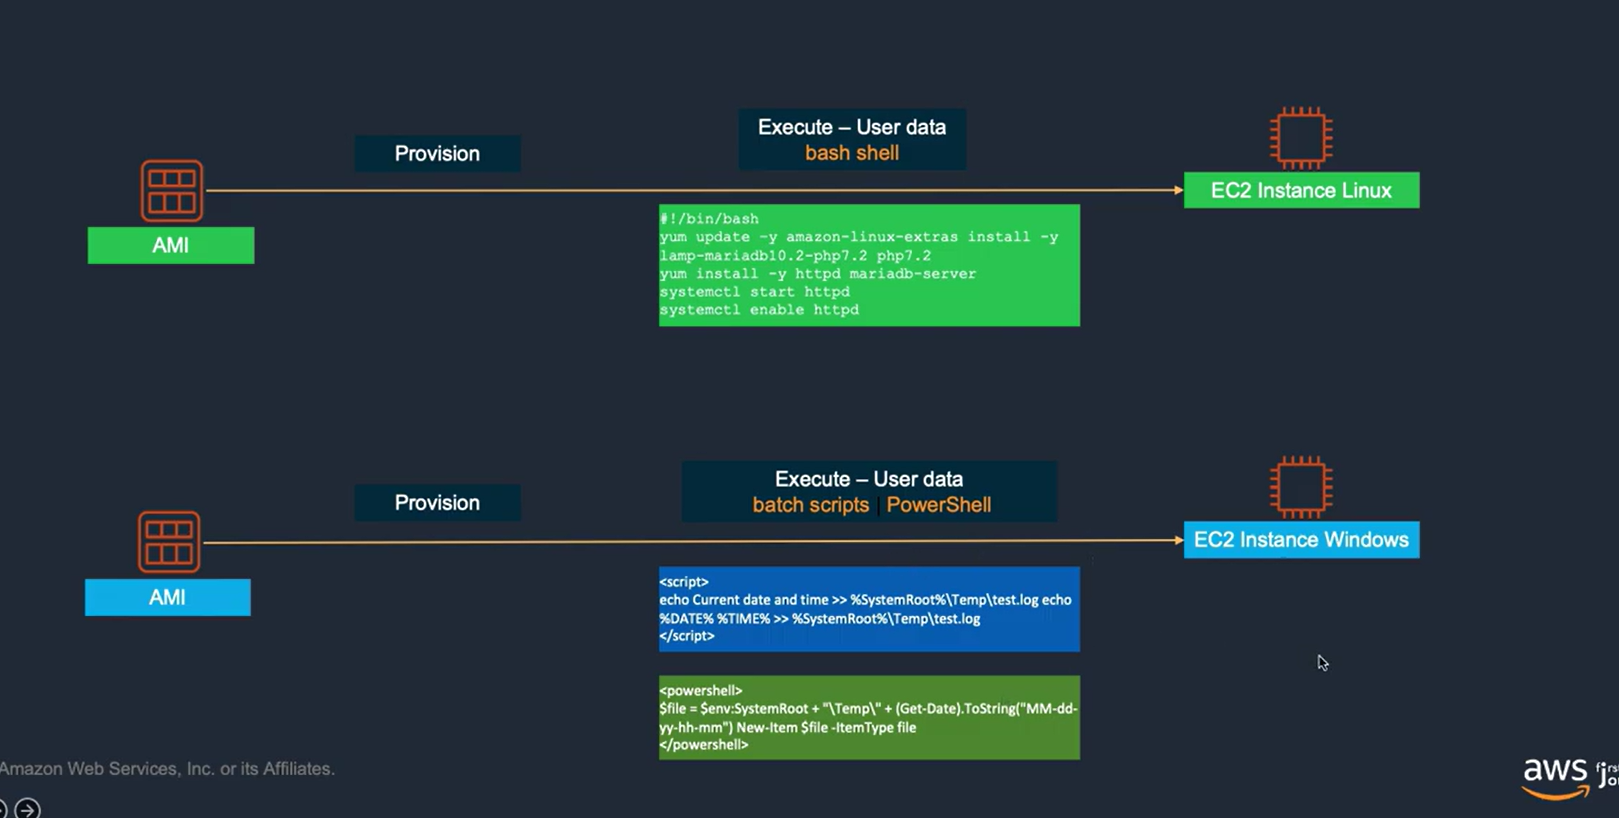 Provision
Execute – User data
bash shell
AMI
EC2 Instance Linux
#!/bin/bash
yum update -y amazon-linux-extras install -y
lamp-mariadb10.2-php7.2 php7.2
yum install -y httpd mariadb-server
systemctl start httpd
systemctl enable httpd
Provision
Execute – User data
batch scripts | PowerShell
AMI
EC2 Instance Windows
<script>
echo Current date and time >> %SystemRoot%\Temp\test.log echo
%DATE% %TIME% >> %SystemRoot%\Temp\test.log
</script>
<powershell>
$file = $env:SystemRoot + "\Temp\" + (Get-Date).ToString("MM-dd-
yy-hh-mm") New-Item $file -ItemType file
</powershell>
Amazon Web Services, Inc. or its Affiliates.
aws